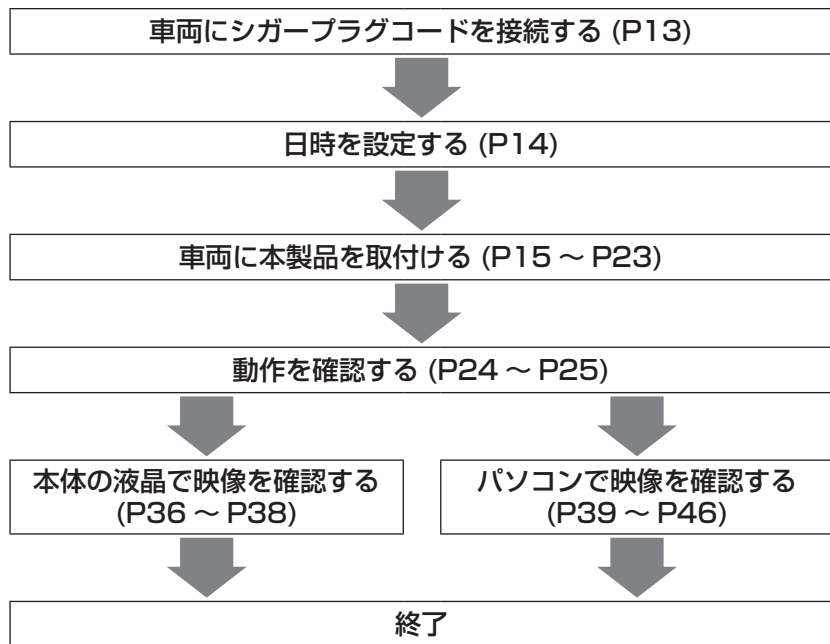 車両にシガープラグコードを接続する (P13)
日時を設定する (P14)
車両に本製品を取付ける (P15 ～ P23)
動作を確認する (P24 ～ P25)
本体の液晶で映像を確認する
(P36 ～ P38)
パソコンで映像を確認する
(P39 ～ P46)
終了